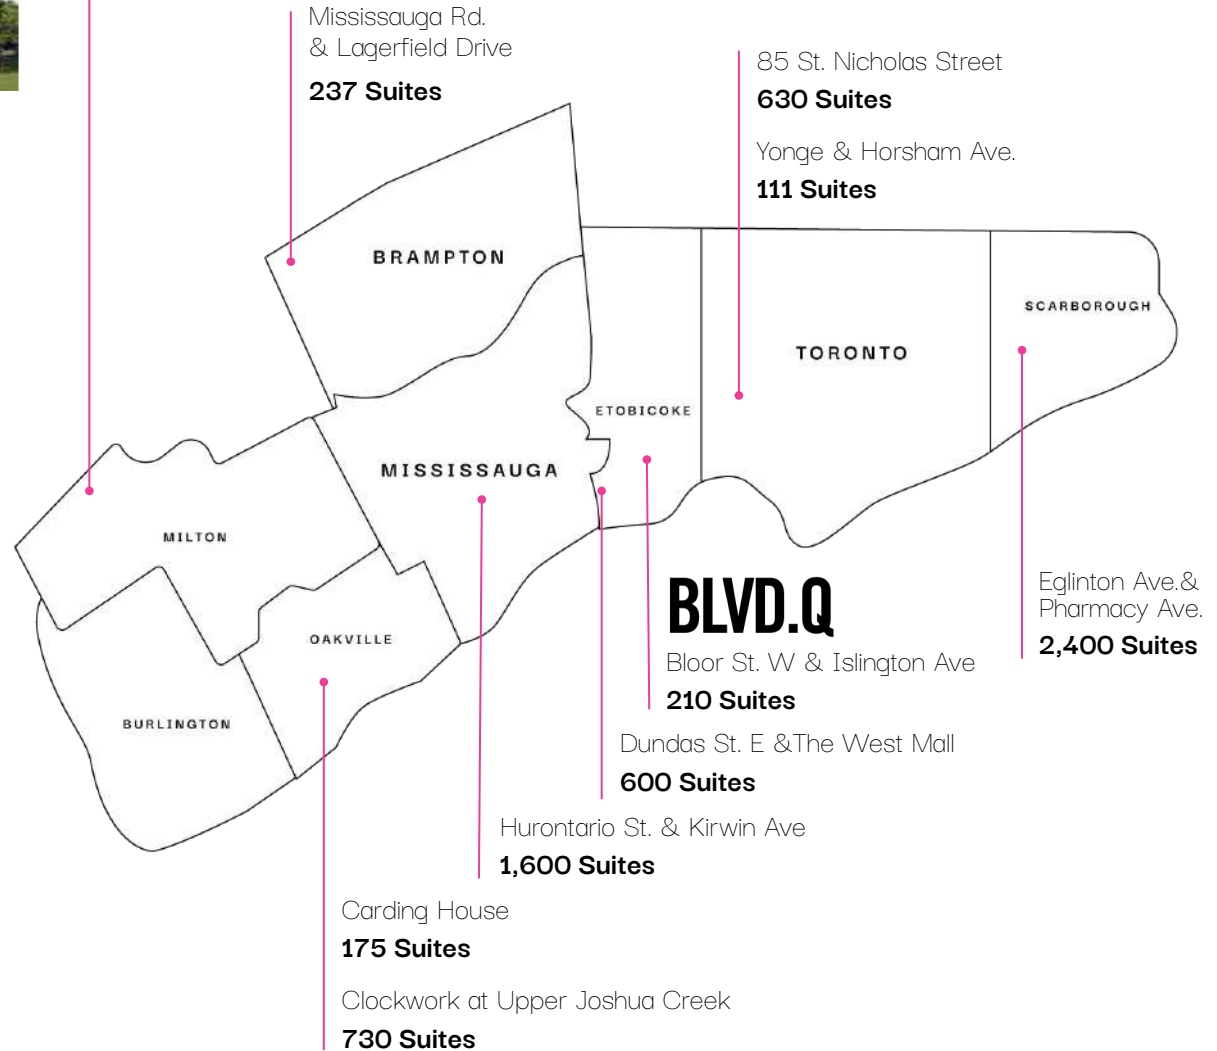 Mississauga Rd.
& Lagerfield Drive
237 Suites
85 St. Nicholas Street
630 Suites
Yonge & Horsham Ave.
111 Suites
BRAMPTON
SCARBOROUGH
TORONTO
ETOBICOKE
MISSISSAUGA
MILTON
OAKVILLE
BURLINGTON
BLVD.Q
Bloor St. W & Islington Ave
210 Suites
Eglinton Ave.&
Pharmacy Ave.
2,400 Suites
Dundas St. E &The West Mall
600 Suites
Hurontario St. & Kirwin Ave
1,600 Suites
Carding House
175 Suites
Clockwork at Upper Joshua Creek
730 Suites